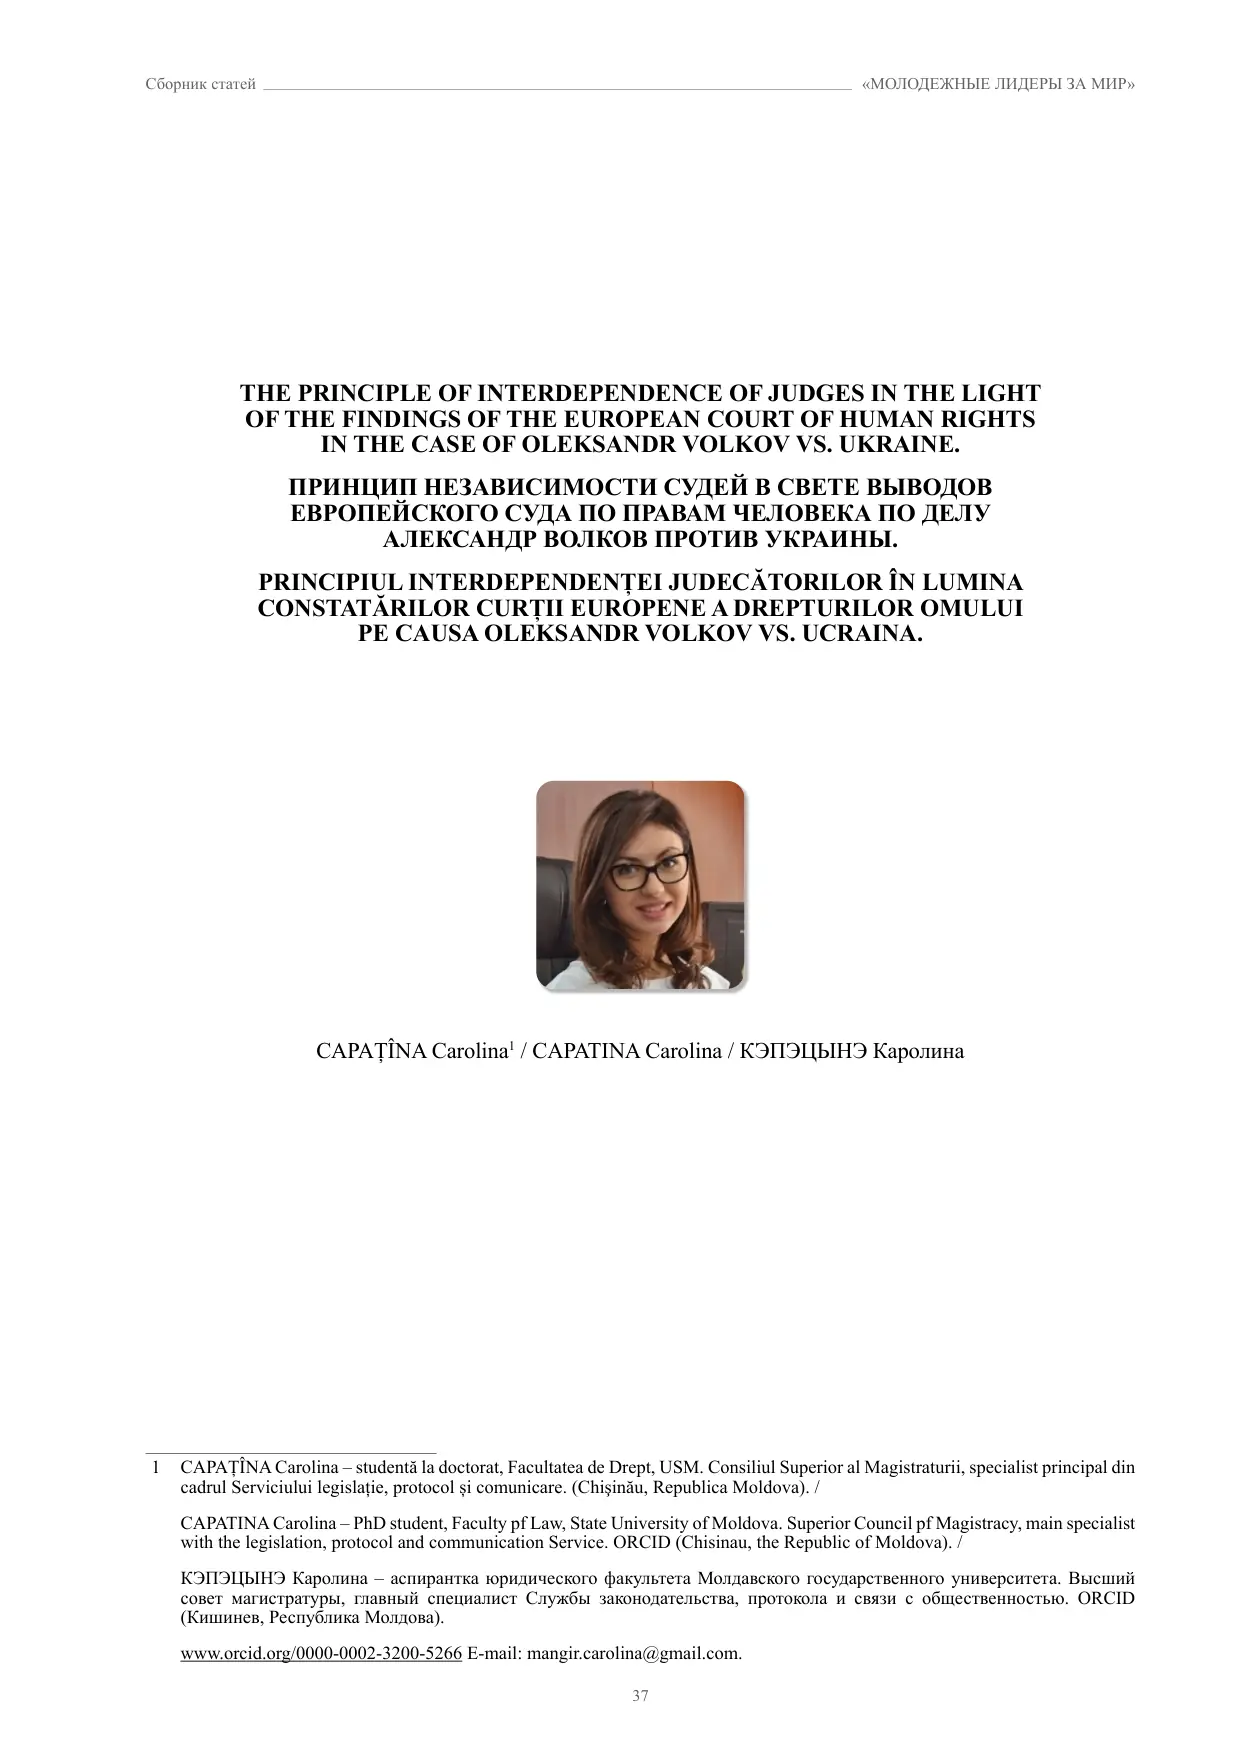 Сборник статей «МОЛОДЕЖНЫЕ ЛИДЕРЫ ЗА МИР»
THE PRINCIPLE OF INTERDEPENDENCE OF JUDGES IN THE LIGHT
OF THE FINDINGS OF THE EUROPEAN COURT OF HUMAN RIGHTS
IN THE CASE OF OLEKSANDR VOLKOV VS. UKRAINE.
ПРИНЦИП НЕЗАВИСИМОСТИ СУДЕЙ В СВЕТЕ ВЫВОДОВ
ЕВРОПЕЙСКОГО СУДА ПО ПРАВАМ ЧЕЛОВЕКА ПО ДЕЛУ
АЛЕКСАНДР ВОЛКОВ ПРОТИВ УКРАИНЫ.
PRINCIPIUL INTERDEPENDENȚEI JUDECĂTORILOR ÎN LUMINA
CONSTATĂRILOR CURȚII EUROPENE A DREPTURILOR OMULUI
PE CAUSA OLEKSANDR VOLKOV VS. UCRAINA.
CAPAȚÎNA Carolina1 / CAPATINA Carolina / КЭПЭЦЫНЭ Каролина
1 CAPAȚÎNA Carolina – studentă la doctorat, Facultatea de Drept, USM. Consiliul Superior al Magistraturii, specialist principal din
cadrul Serviciului legislație, protocol și comunicare. (Chişinău, Republica Moldova). /
CAPATINA Carolina – PhD student, Faculty pf Law, State University of Moldova. Superior Council pf Magistracy, main specialist
with the legislation, protocol and communication Service. ORCID (Chisinau, the Republic of Moldova). /
КЭПЭЦЫНЭ Каролина – аспирантка юридического факультета Молдавского государственного университета. Высший
совет магистратуры, главный специалист Службы законодательства, протокола и связи с общественностью. ORCID
(Кишинев, Республика Молдова).
www.orcid.org/0000-0002-3200-5266 E-mail: mangir.carolina@gmail.com.
37